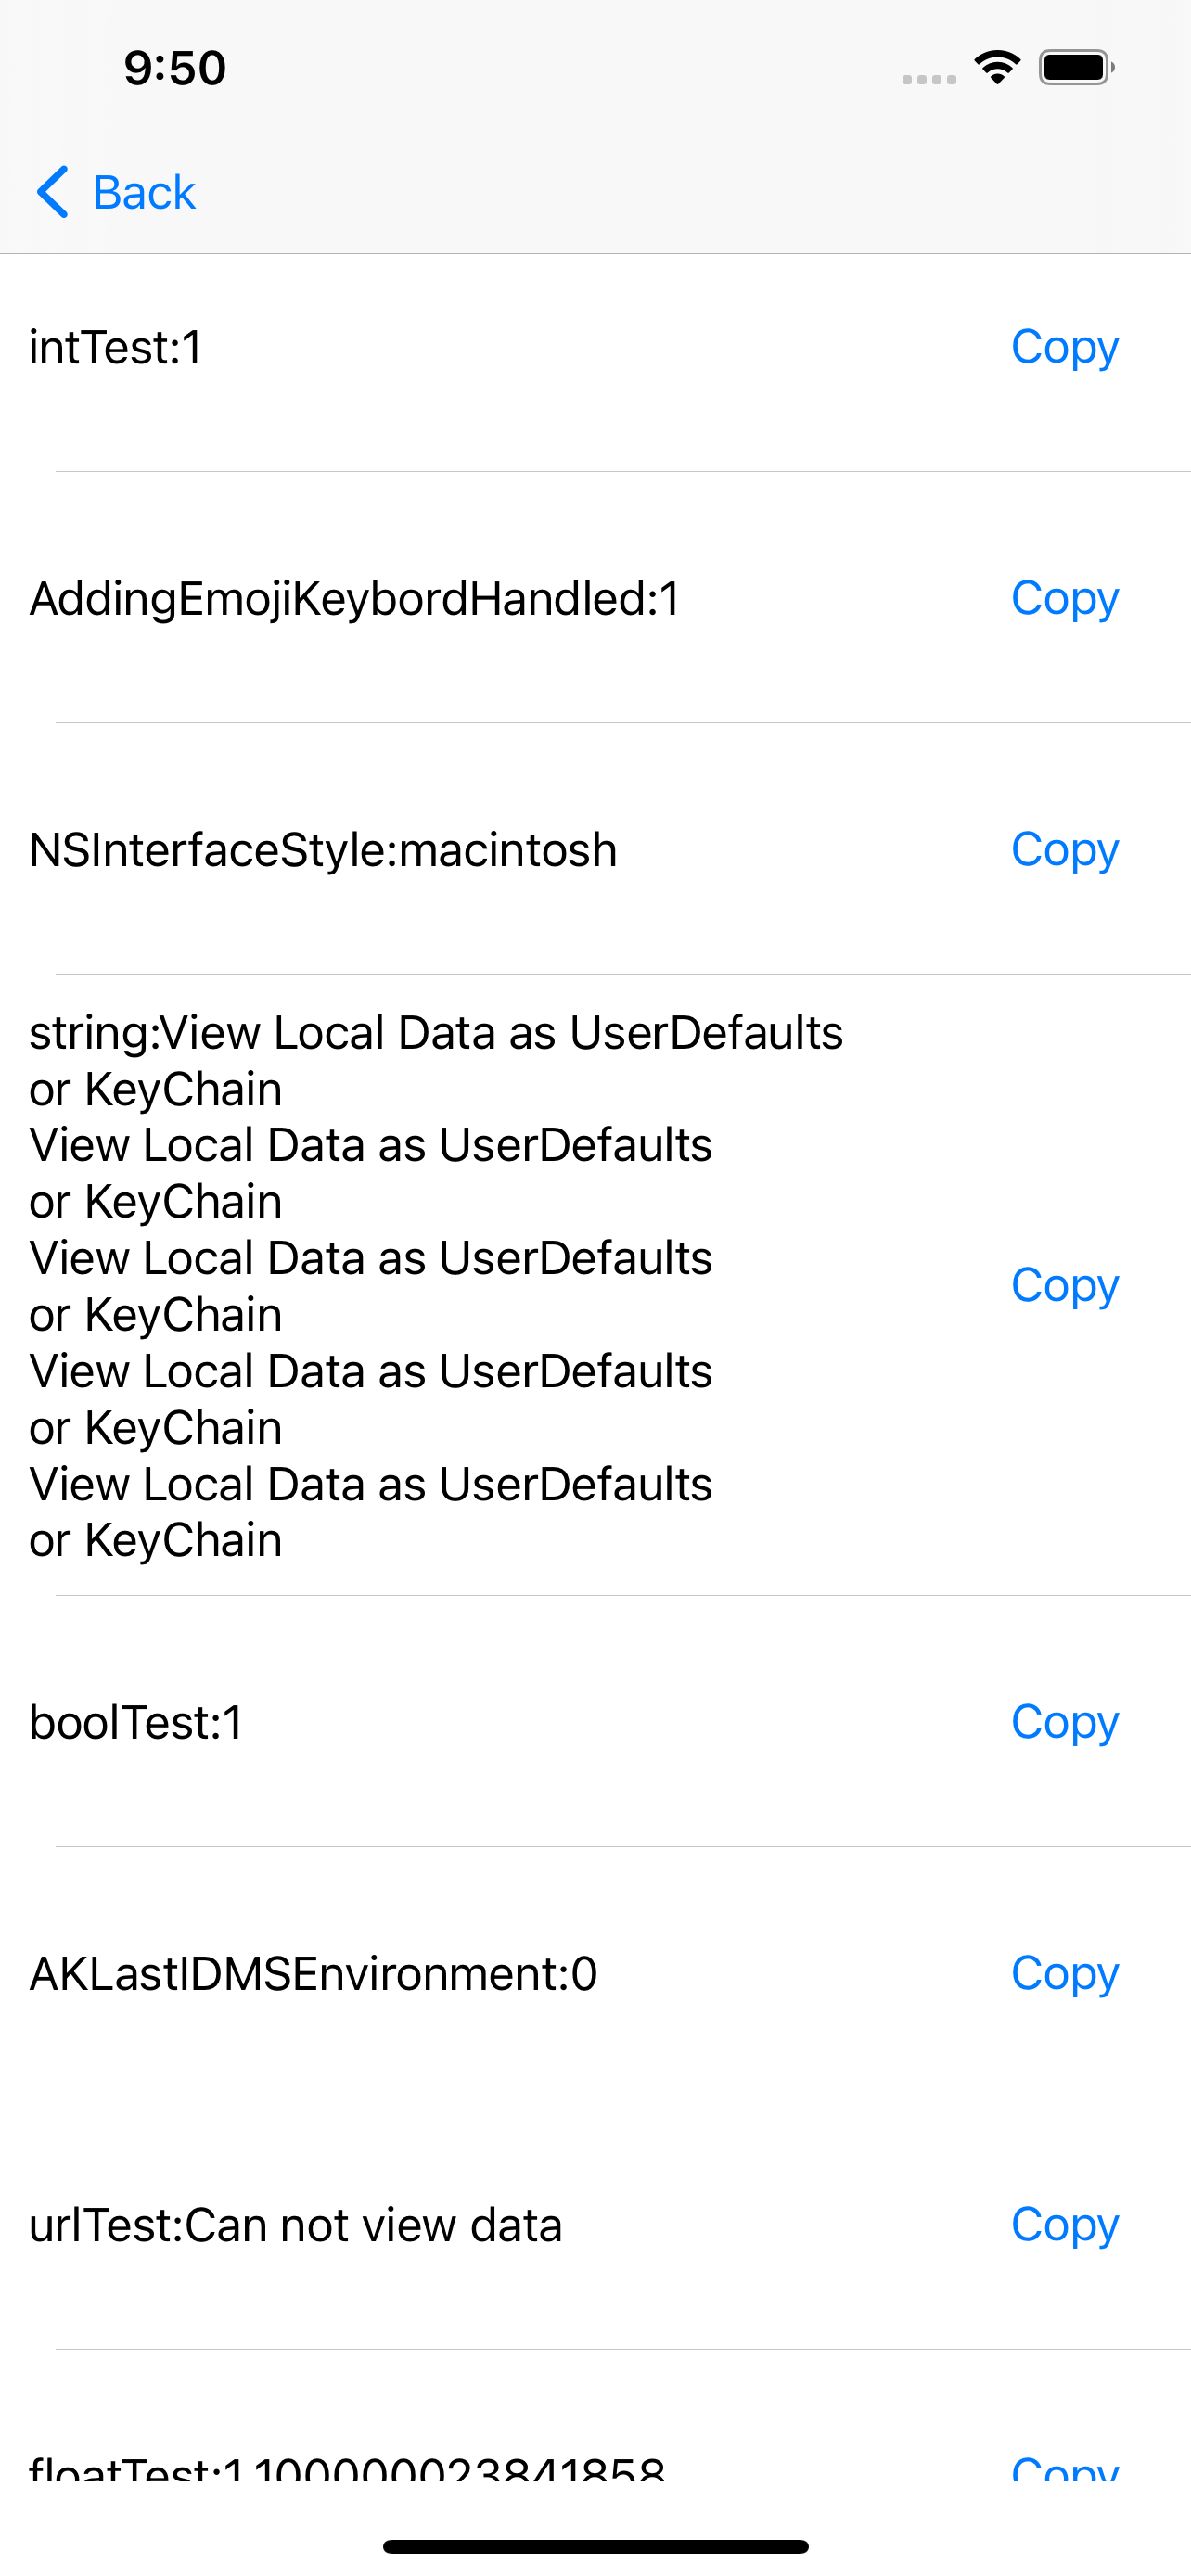 9:50
Back
intTest:1
Copy
AddingEmojiKeybordHandled:1
Copy
NSInterfaceStyle:macintosh
Copy
string:View Local Data as UserDefaults
or KeyChain
View Local Data as UserDefaults
or KeyChain
View Local Data as UserDefaults
or KeyChain
View Local Data as UserDefaults
or KeyChain
View Local Data as UserDefaults
or KeyChain
Copy
boolTest:1
Copy
AKLastIDMSEnvironment:0
Copy
urlTest:Can not view data
Copy
floatTest:1.100000023841858
Copy